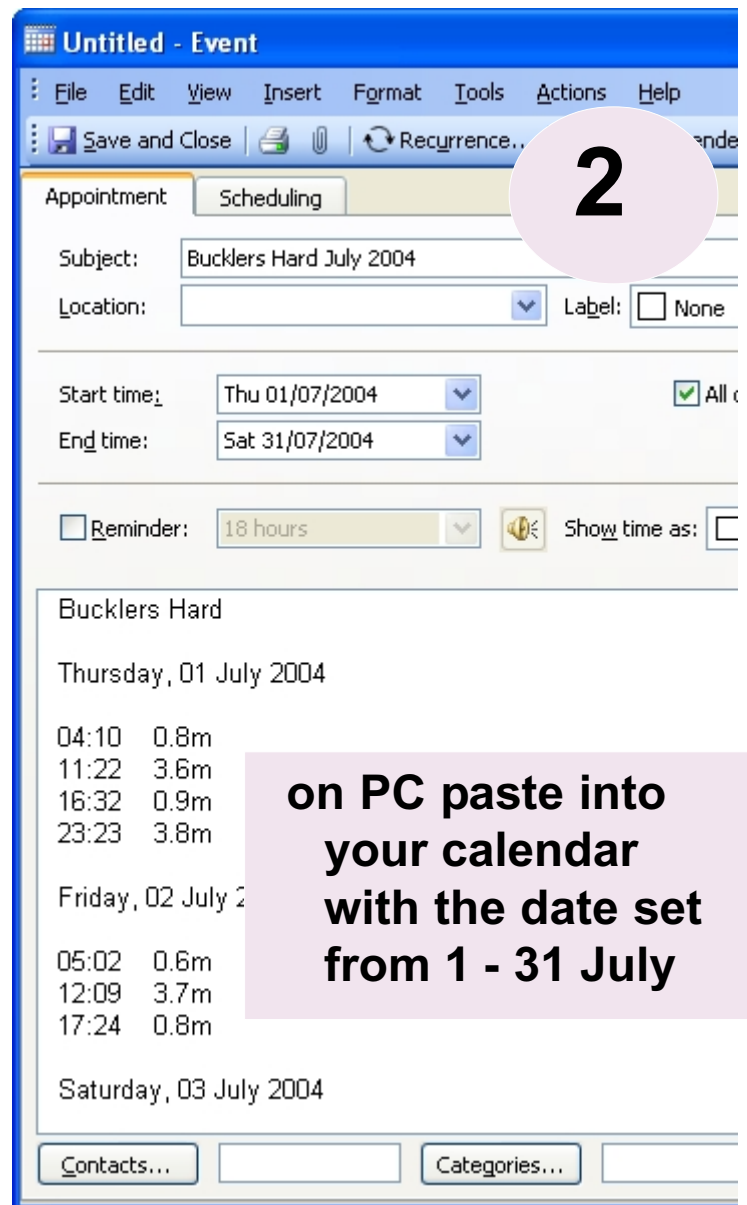 Untitled - Event
File Edit View Insert Format Tools Actions Help
Save and Close Recurrence..
2
Appointment Scheduling
Subject: Bucklers Hard July 2004
Location: Label: None
Start time: Thu 01/07/2004 All
End time: Sat 31/07/2004
Reminder: 18 hours Show time as:
Bucklers Hard
Thursday, 01 July 2004
04:10 0.8m
11:22 3.6m
16:32 0.9m
23:23 3.8m
Friday, 02 July
05:02 0.6m
12:09 3.7m
17:24 0.8m
Saturday, 03 July 2004
on PC paste into
your calendar
with the date set
from 1 - 31 July
Contacts... Categories...